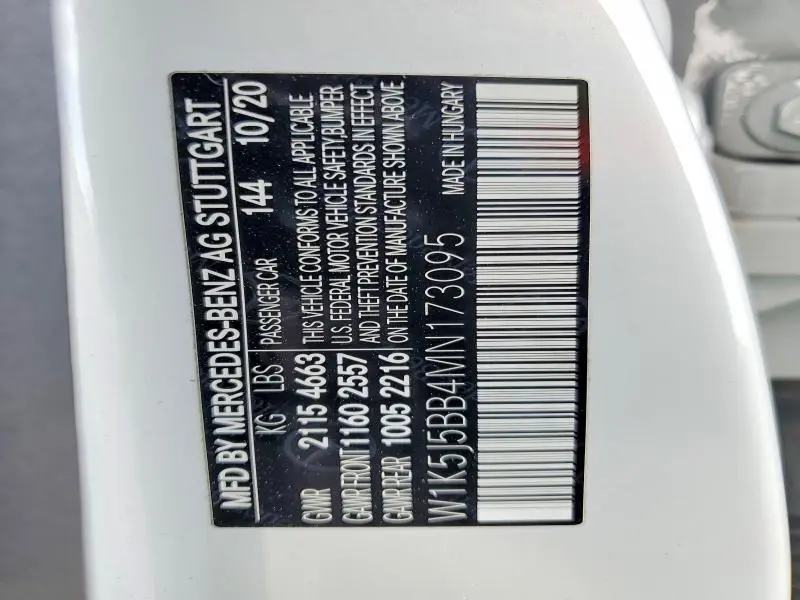 MFD BY MERCEDES-BENZ AG STUTTGART
KG LBS PASSENGER CAR 144 10/20
GVWR 2115 4663 THIS VEHICLE CONFORMS TO ALL APPLICABLE
U.S. FEDERAL MOTOR VEHICLE SAFETY,BUMPER
GAWR FRONT 1160 2557 AND THEFT PREVENTION STANDARDS IN EFFECT
GAWR REAR 1005 2216 ON THE DATE OF MANUFACTURE SHOWN ABOVE
W1K5J5BB4MN173095 MADE IN HUNGARY